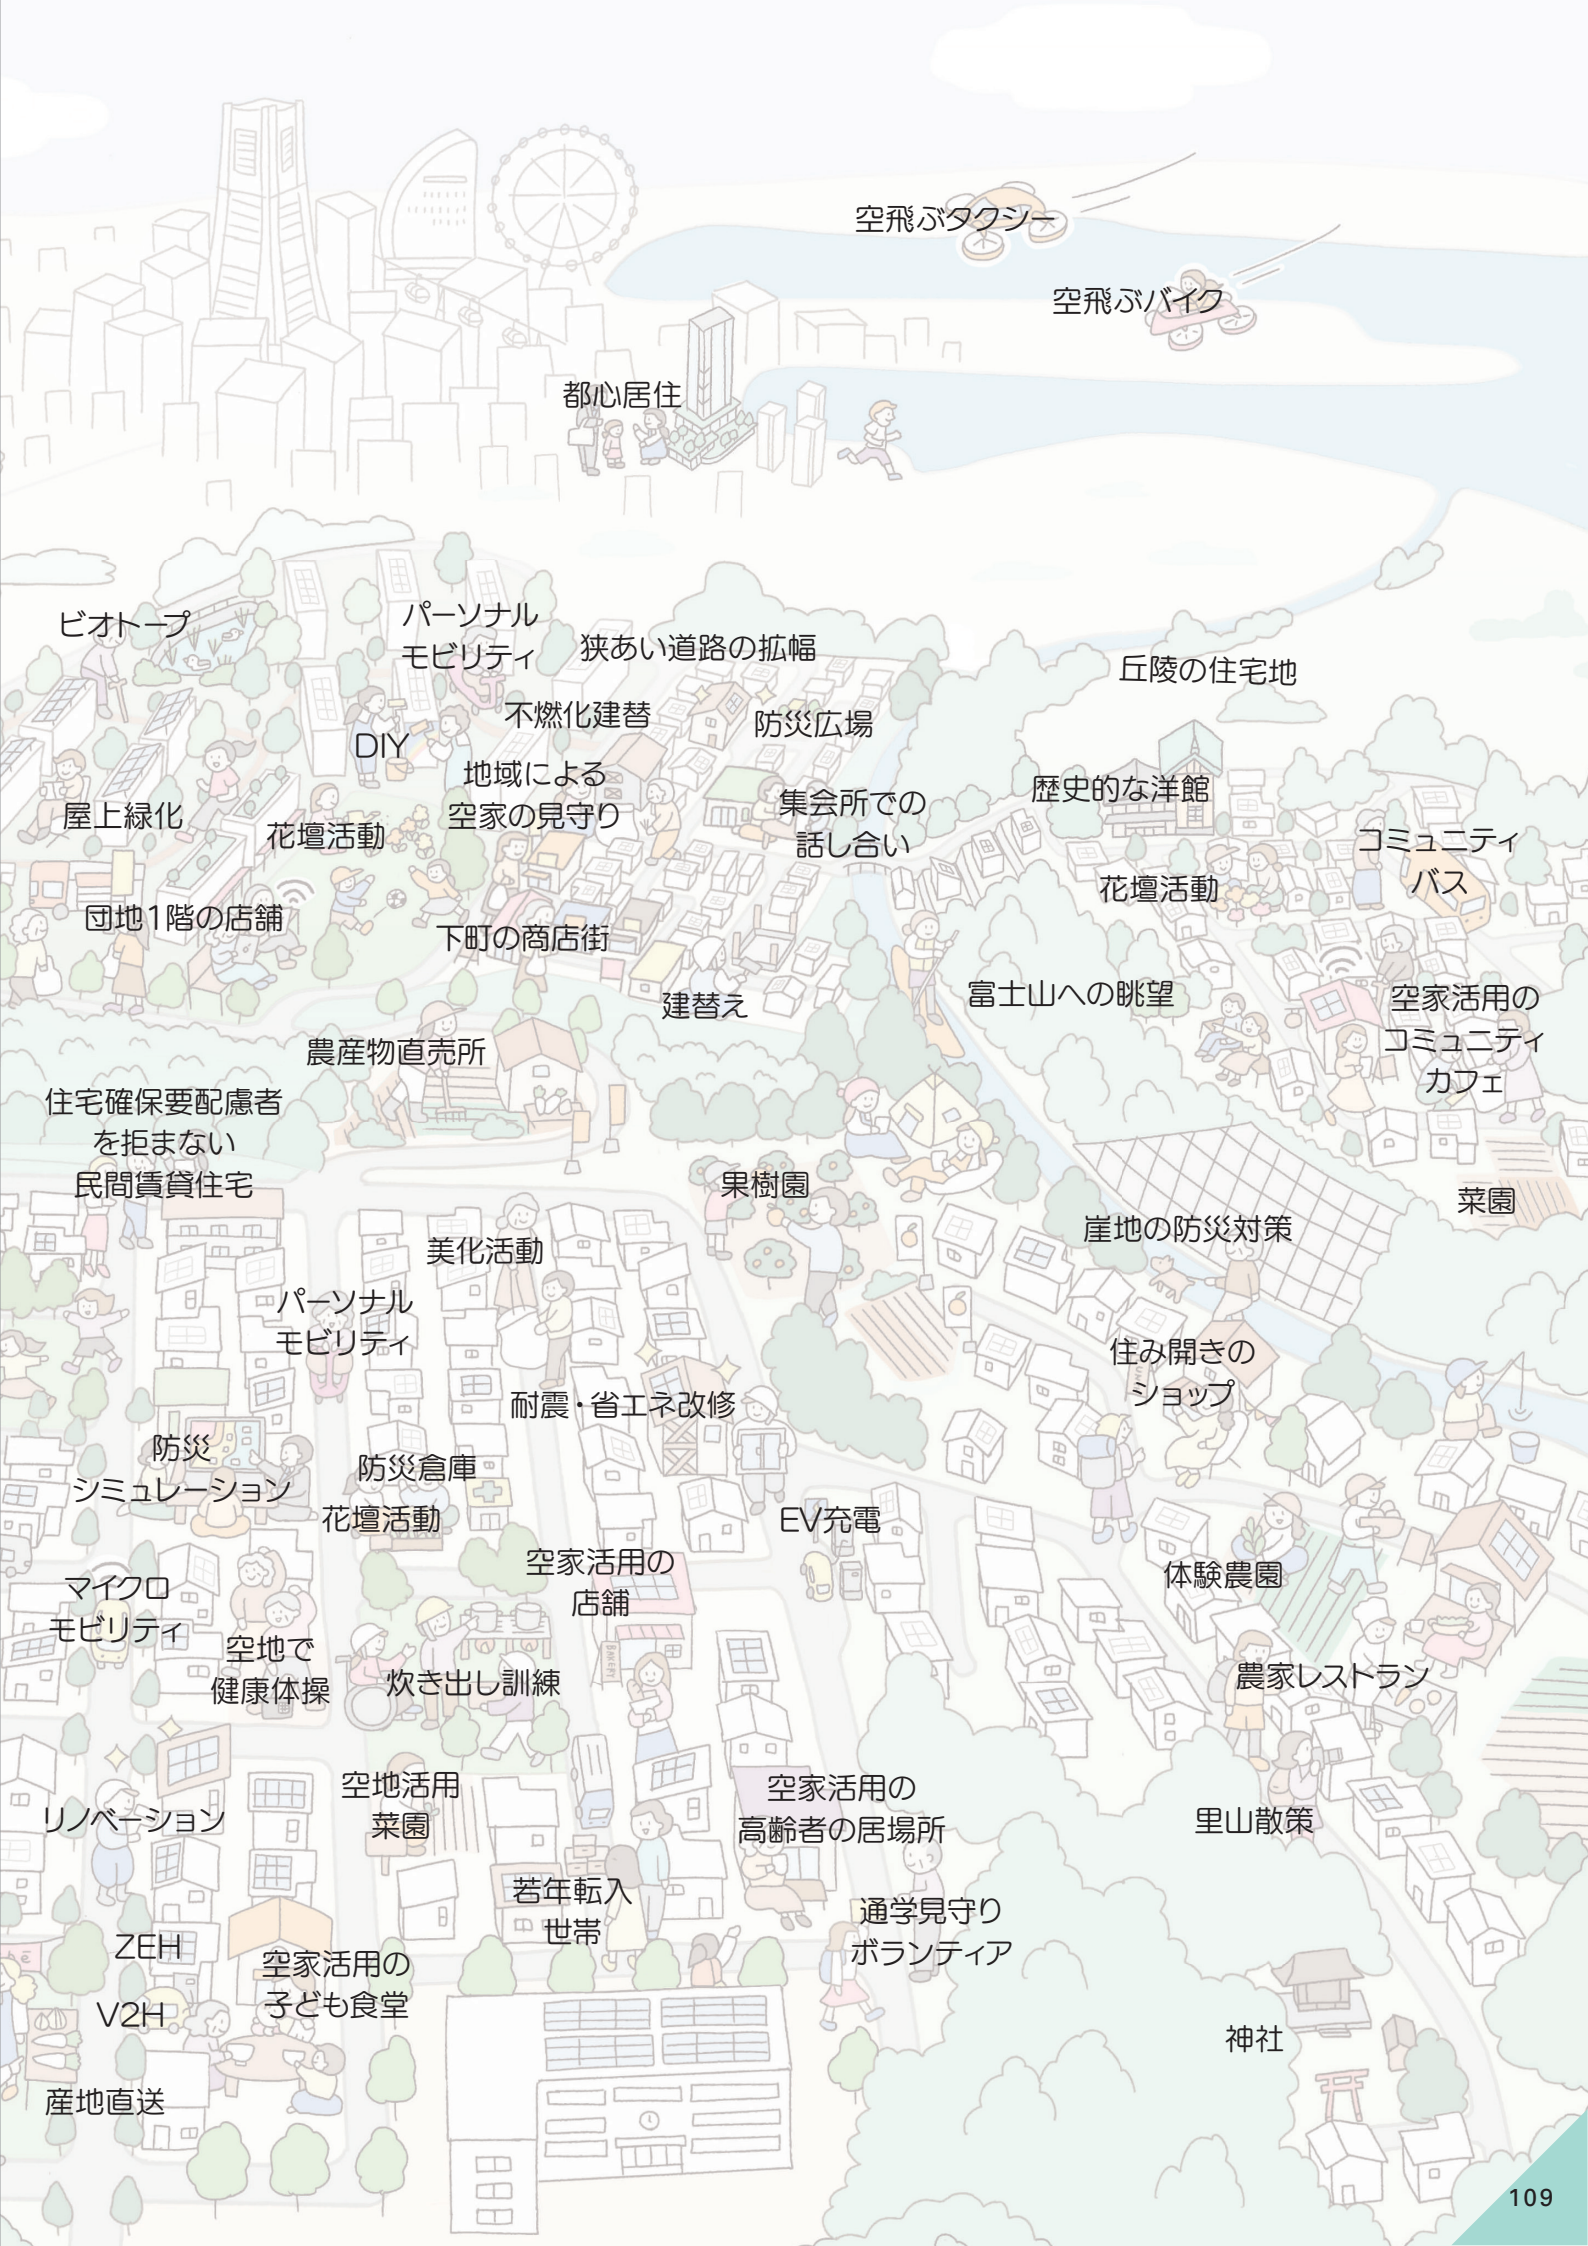 空飛ぶタクシー
空飛ぶバイク
都心居住
ビオトープ
パーソナル
モビリティ
狭あい道路の拡幅
丘陵の住宅地
不燃化建替
防災広場
DIY
地域による
空家の見守り
集会所での
話し合い
歴史的な洋館
屋上緑化
花壇活動
コミュニティ
バス
花壇活動
団地1階の店舗
下町の商店街
建替え
富士山への眺望
空家活用の
コミュニティ
カフェ
農産物直売所
住宅確保要配慮者
を拒まない
民間賃貸住宅
果樹園
菜園
崖地の防災対策
美化活動
パーソナル
モビリティ
住み開きの
ショップ
耐震・省エネ改修
防災
シミュレーション
防災倉庫
花壇活動
EV充電
空家活用の
店舗
体験農園
マイクロ
モビリティ
空地で
健康体操
炊き出し訓練
BAKERY
農家レストラン
空地活用
菜園
空家活用の
高齢者の居場所
リノベーション
里山散策
若年転入
世帯
通学見守り
ボランティア
ZEH
空家活用の
子ども食堂
V2H
神社
産地直送
109